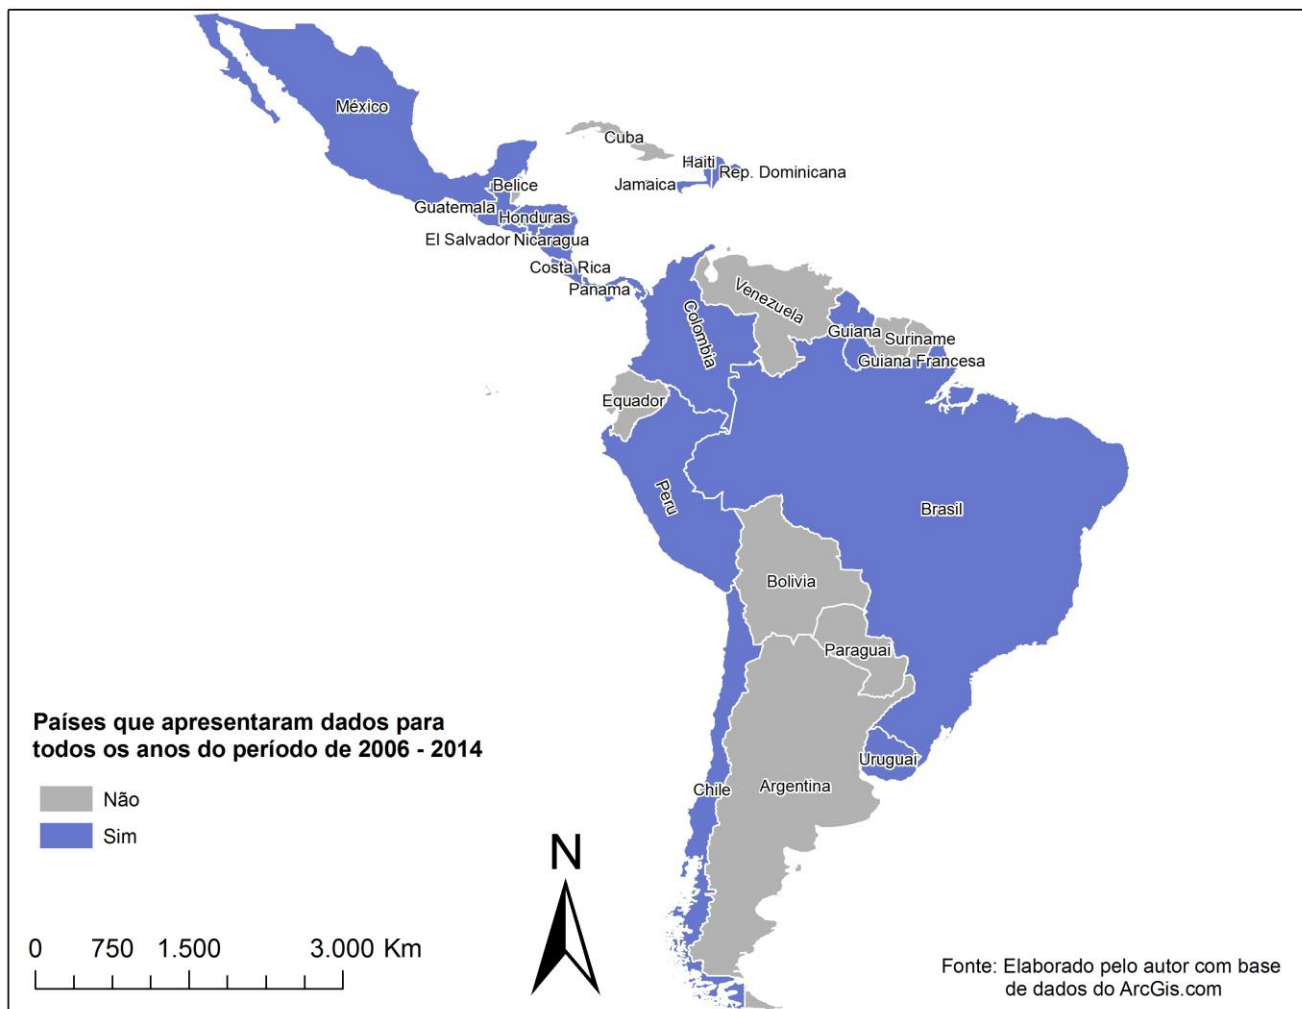 México
Cuba
Haiti
Rep. Dominicana
Jamaica
Belice
Guatemala
Honduras
El Salvador
Nicaragua
Costa Rica
Panama
Venezuela
Colombia
Guiana
Suriname
Guiana Francesa
Equador
Peru
Brasil
Bolivia
Paraguai
Uruguai
Chile
Argentina
Países que apresentaram dados para
todos os anos do período de 2006 - 2014
Não
Sim
N
0 750 1.500 3.000 Km
Fonte: Elaborado pelo autor com base
de dados do ArcGis.com